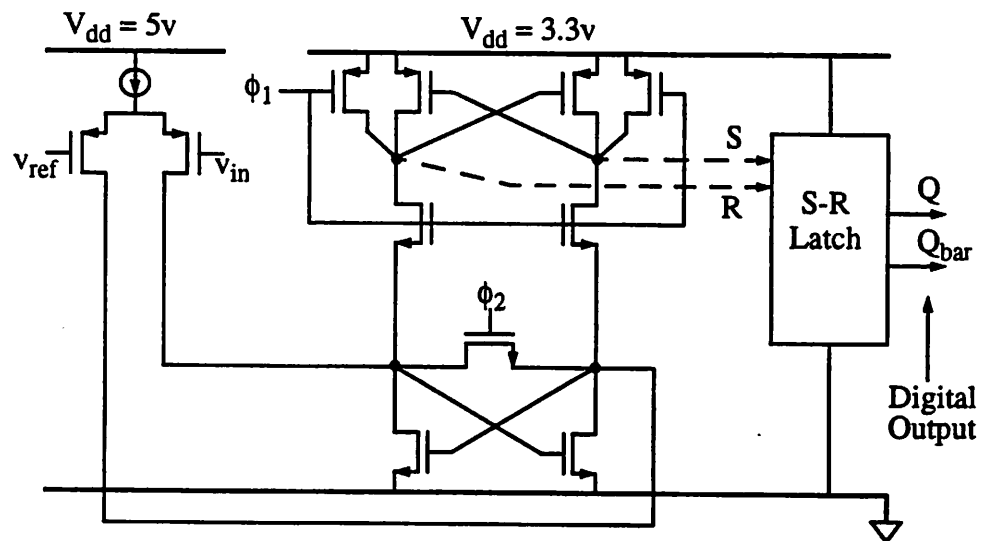 V_dd = 5v
V_dd = 3.3v
ϕ_1
v_ref
v_in
S
R
S-R
Latch
Q
Q_bar
ϕ_2
Digital
Output